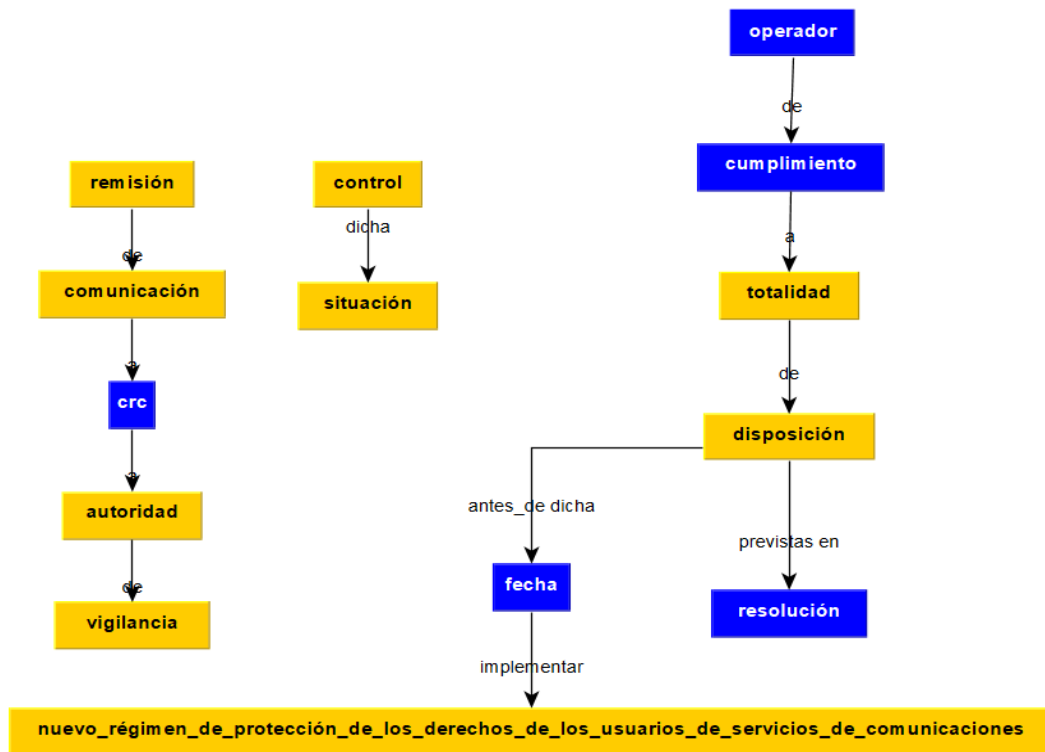 operador
de
cumplimiento
remisión
control
dicha
a
de
comunicación
situación
totalidad
a
de
crc
disposición
a
autoridad
antes_de dicha
previstas en
de
fecha
vigilancia
resolución
implementar
nuevo_régimen_de_protección_de_los_derechos_de_los_usuarios_de_servicios_de_comunicaciones